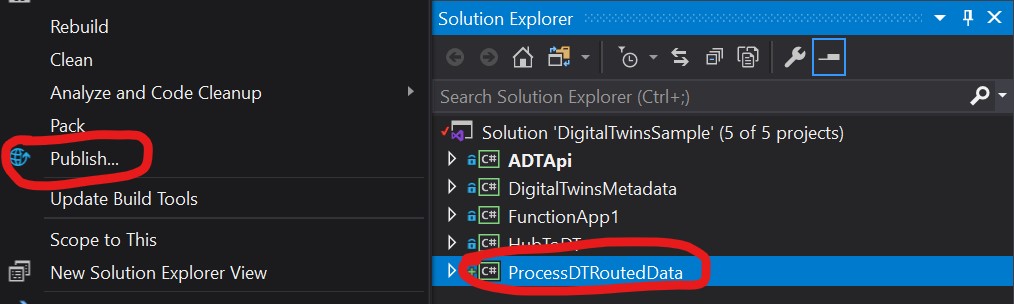 Rebuild
Clean
Analyze and Code Cleanup
Pack
Publish...
Update Build Tools
Scope to This
New Solution Explorer View
Solution Explorer
Search Solution Explorer (Ctrl+;)
Solution 'DigitalTwinsSample' (5 of 5 projects)
C# ADTApi
C# DigitalTwinsMetadata
C# FunctionApp1
C# HubToDT
C# ProcessDTRoutedData